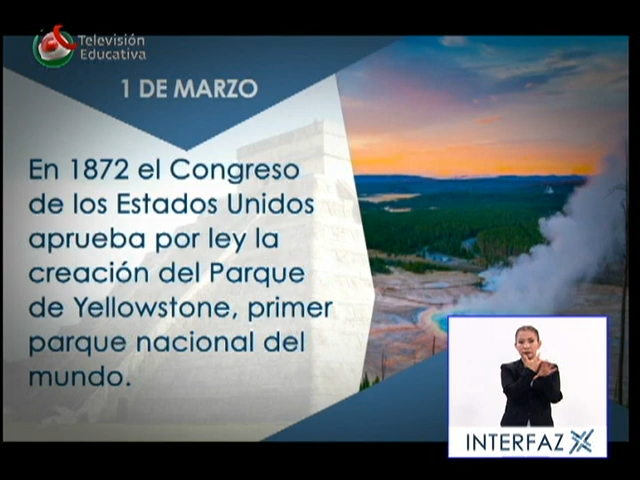 Televisión
Educativa
1 DE MARZO
En 1872 el Congreso
de los Estados Unidos
aprueba por ley la
creación del Parque
de Yellowstone, primer
parque nacional del
mundo.
INTERFAZ